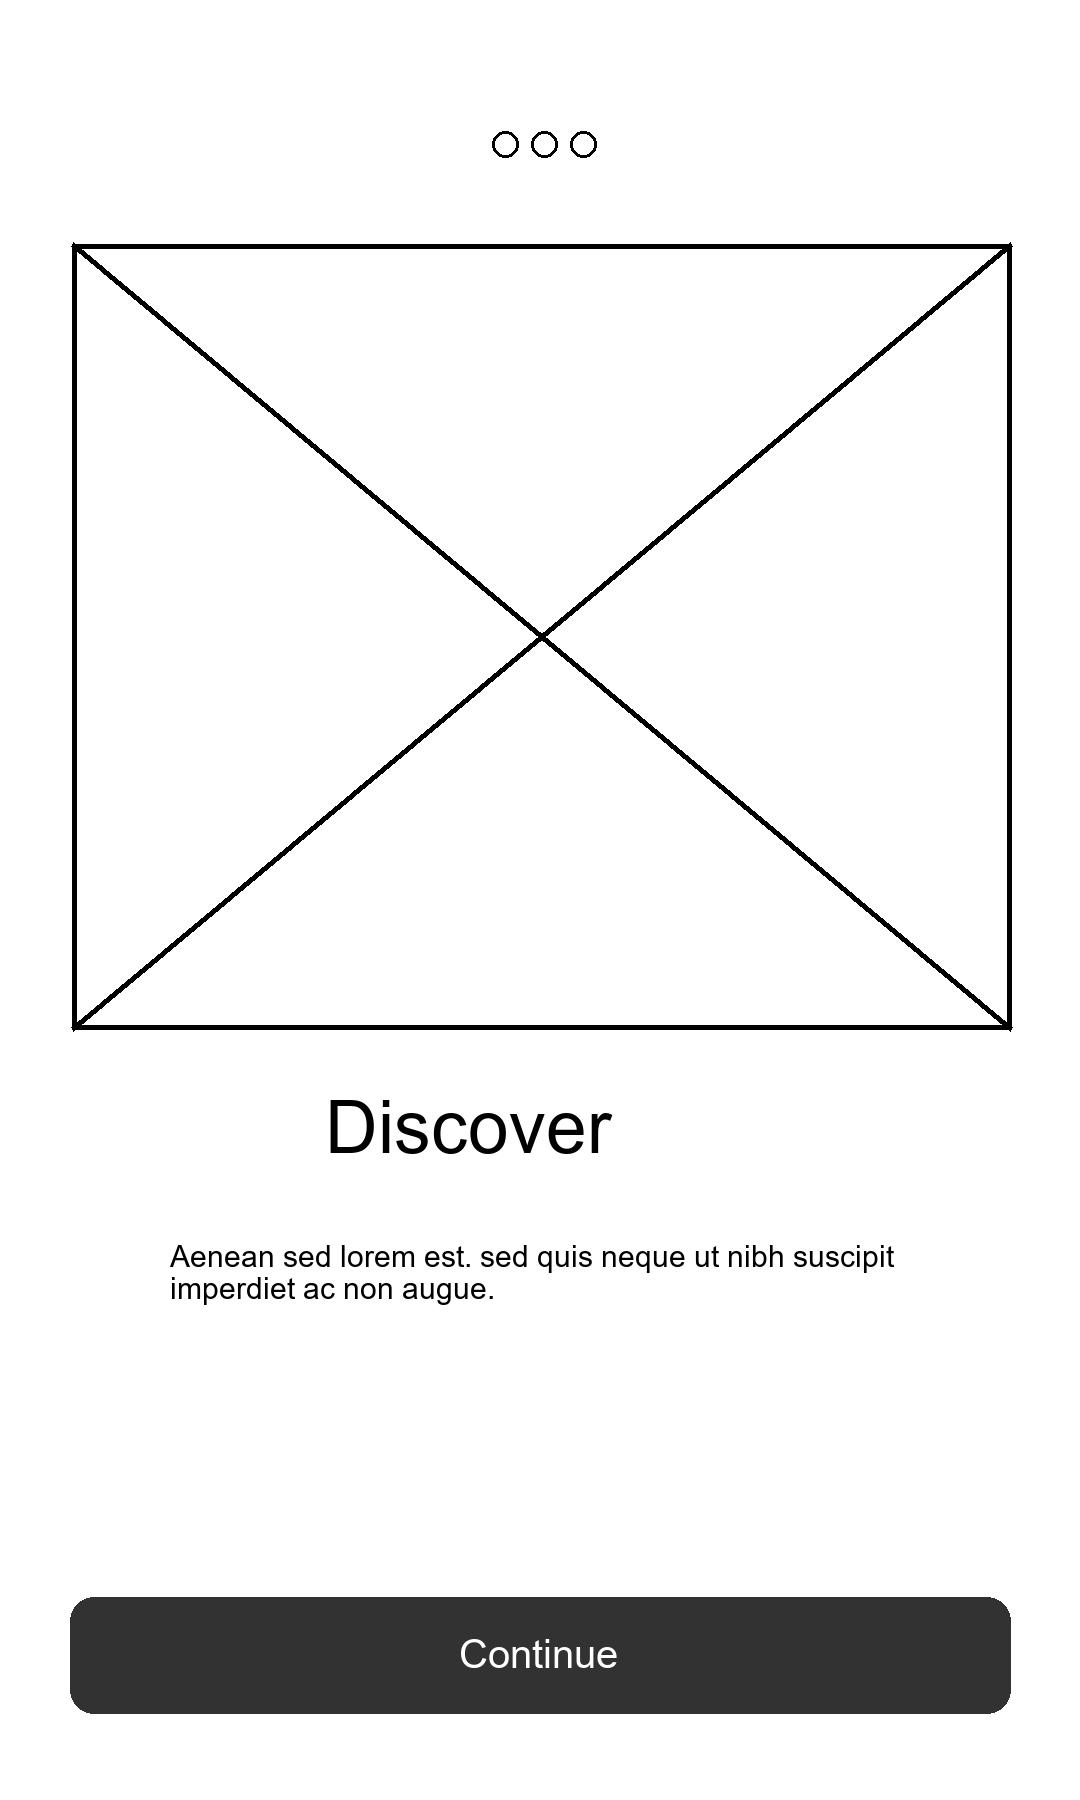 Discover
Aenean sed lorem est. sed quis neque ut nibh suscipit
imperdiet ac non augue.
Continue